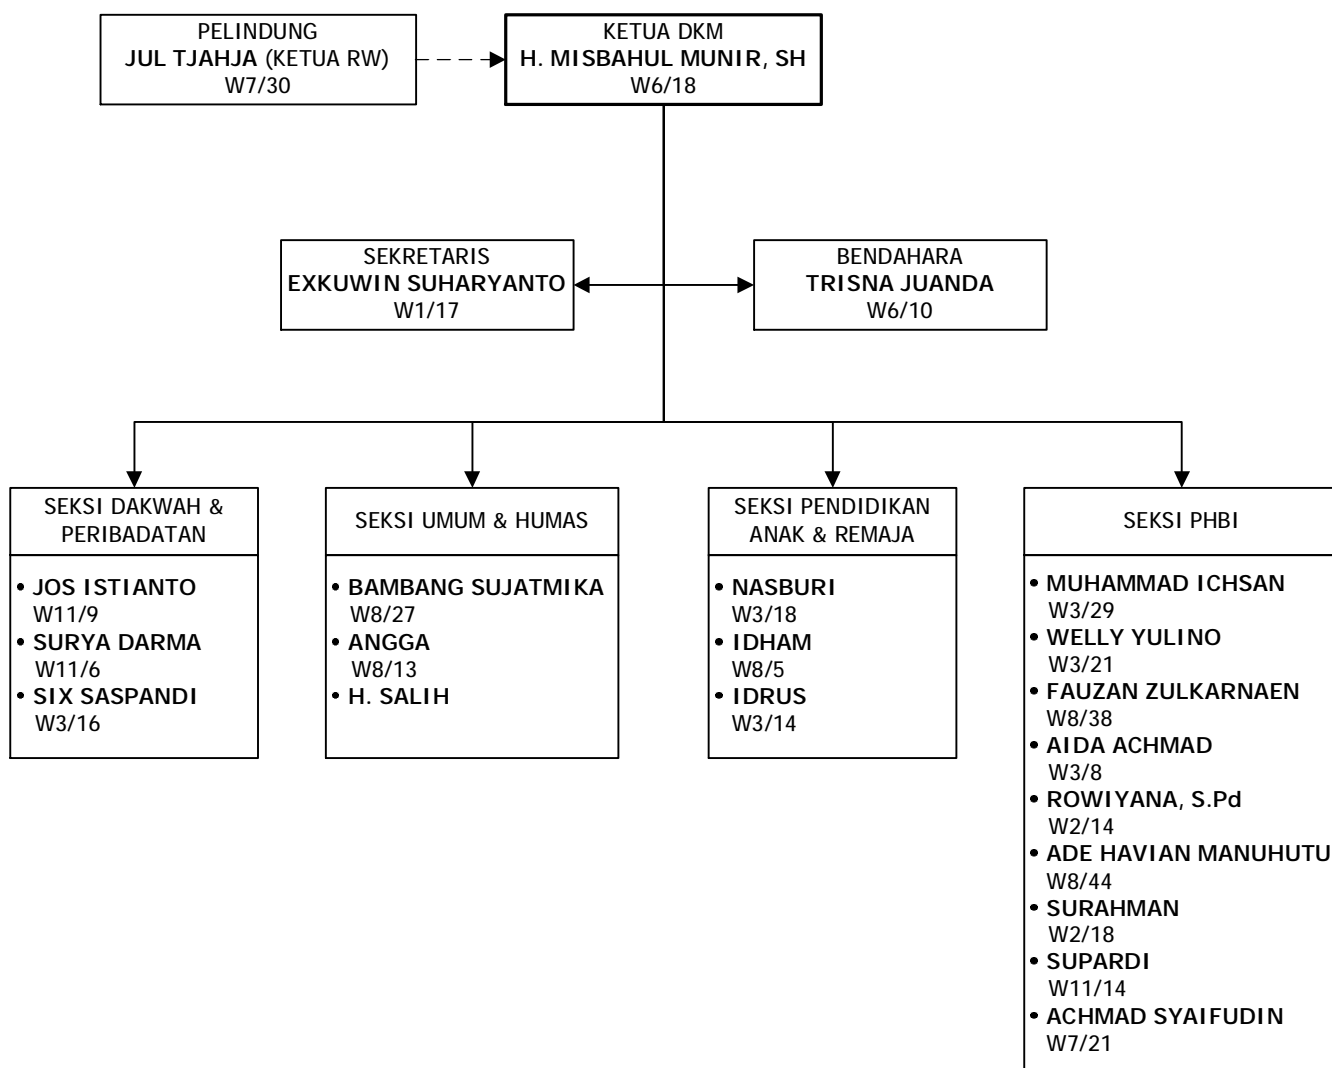 PELINDUNG
JUL TJAHJA (KETUA RW)
W7/30
KETUA DKM
H. MISBAHUL MUNIR, SH
W6/18
SEKRETARIS
EXKUWIN SUHARYANTO
W1/17
BENDAHARA
TRISNA JUANDA
W6/10
SEKSI DAKWAH &
PERIBADATAN
• JOS ISTIANTO
W11/9
• SURYA DARMA
W11/6
• SIX SASPANDI
W3/16
SEKSI UMUM & HUMAS
• BAMBANG SUJATMIKA
W8/27
• ANGGA
W8/13
• H. SALIH
SEKSI PENDIDIKAN
ANAK & REMAJA
• NASBURI
W3/18
• IDHAM
W8/5
• IDRUS
W3/14
SEKSI PHBI
• MUHAMMAD ICHSAN
W3/29
• WELLY YULINO
W3/21
• FAUZAN ZULKARNAEN
W8/38
• AIDA ACHMAD
W3/8
• ROWIYANA, S.Pd
W2/14
• ADE HAVIAN MANUHUTU
W8/44
• SURAHMAN
W2/18
• SUPARDI
W11/14
• ACHMAD SYAIFUDIN
W7/21